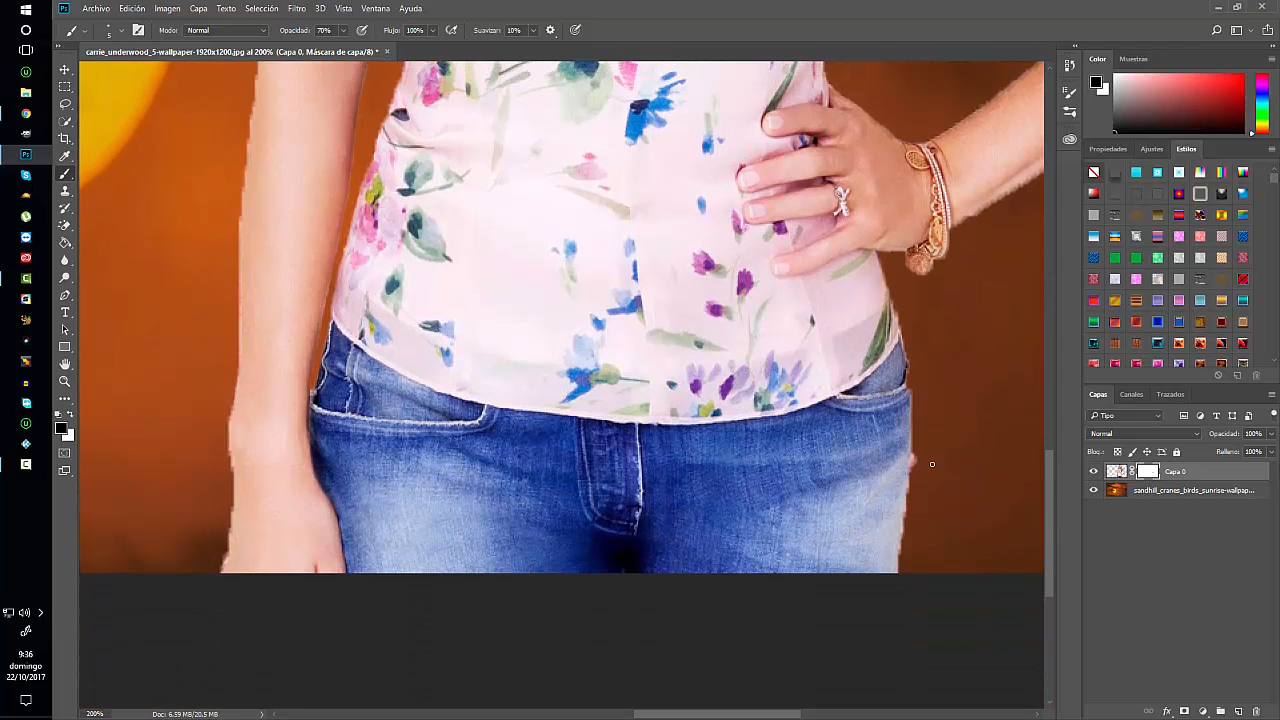 Archivo Edición Imagen Capa Texto Selección Filtro 3D Vista Ventana Ayuda
5 Modo: Normal Opacidad: 70% Flujo: 100% Suavizar: 10%
carrie_underwood_5-wallpaper-1920x1200.jpg al 200% (Capa 0, Máscara de capa/8) * ×
Color Muestras
Propiedades Ajustes Estilos
Capas Canales Trazados
Tipo
Normal Opacidad: 100%
Bloq.: Relleno: 100%
Capa 0
sandhill_cranes_birds_sunrise-wallpap...
9:36
domingo
22/10/2017
200% Doc: 6.59 MB/20.5 MB